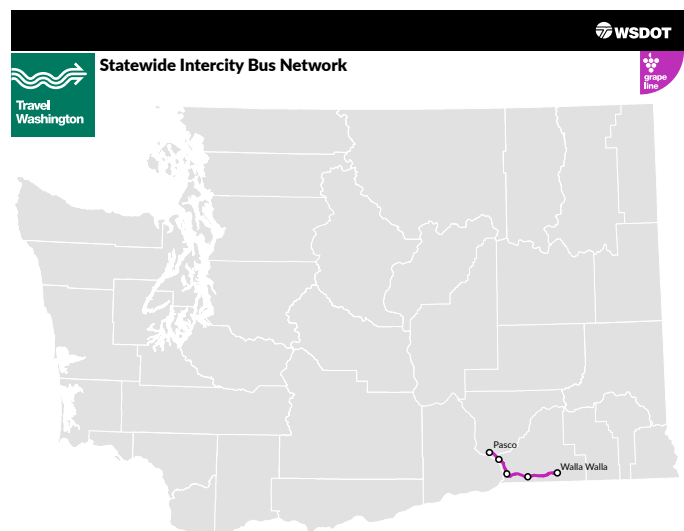 WSDOT
Statewide Intercity Bus Network
Travel
Washington
grape
line
Pasco
Walla Walla